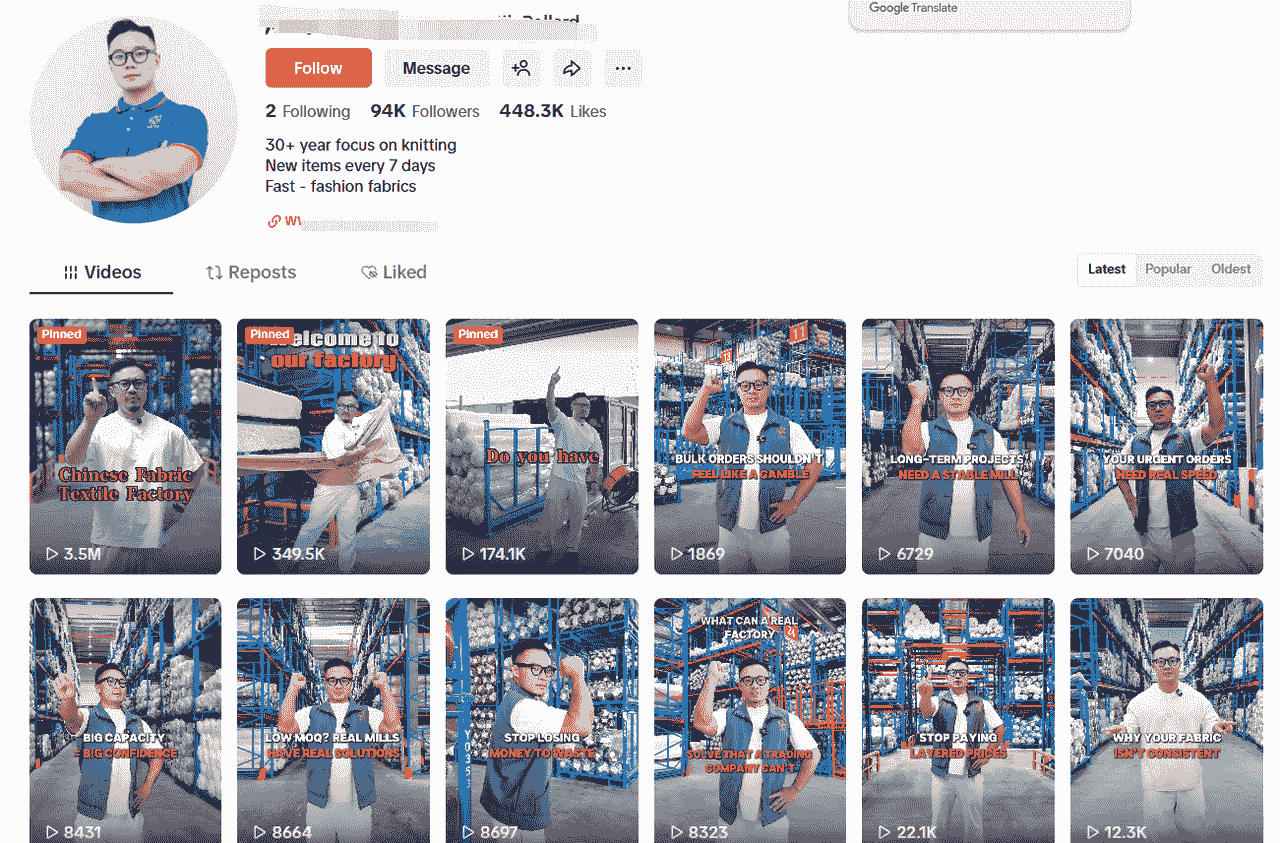 Google Translate
Follow
Message
2 Following 94K Followers 448.3K Likes
30+ year focus on knitting
New items every 7 days
Fast - fashion fabrics
Videos
Reposts
Liked
Latest
Popular
Oldest
Pinned
Chinese Fabric
Textile Factory
3.5M
Pinned
our factory
349.5K
Pinned
Do you have
174.1K
10
11
BULK ORDERS SHOULDN'T
FEEL LIKE A GAMBLE
1869
LONG-TERM PROJECTS
NEED A STABLE MILL
6729
YOUR URGENT ORDERS
NEED REAL SPEED
7040
BIG CAPACITY
= BIG CONFIDENCE
8431
LOW MOQ? REAL MILLS
HAVE REAL SOLUTIONS
8664
STOP LOSING
MONEY TO WASTE
8697
WHAT CAN A REAL
FACTORY
SOLVE THAT A TRADING
COMPANY CAN'T
8323
STOP PAYING
LAYERED PRICES
22.1K
WHY YOUR FABRIC
ISN'T CONSISTENT
12.3K